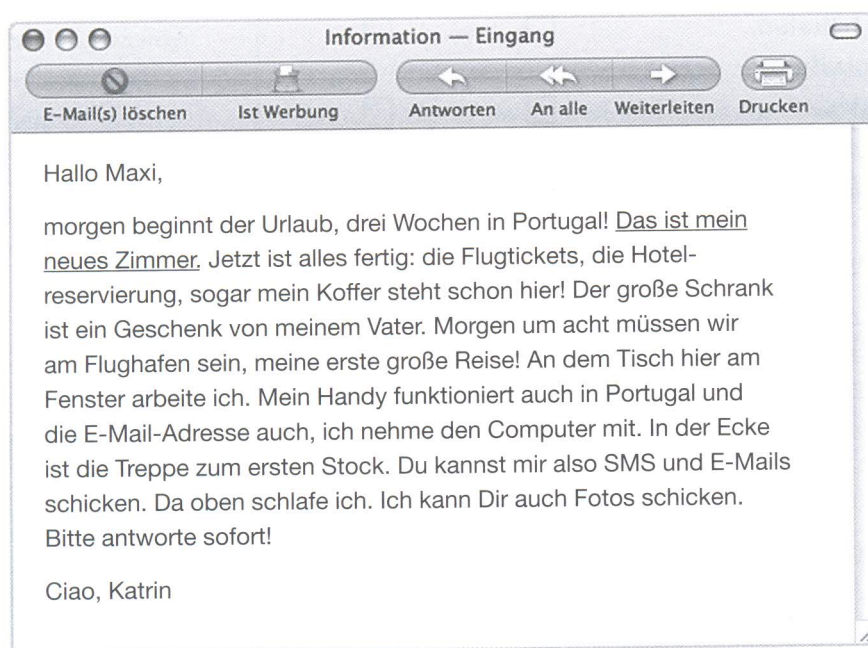 Information — Eingang
E-Mail(s) löschen Ist Werbung Antworten An alle Weiterleiten Drucken
Hallo Maxi,
morgen beginnt der Urlaub, drei Wochen in Portugal! Das ist mein
neues Zimmer. Jetzt ist alles fertig: die Flugtickets, die Hotel-
reservierung, sogar mein Koffer steht schon hier! Der große Schrank
ist ein Geschenk von meinem Vater. Morgen um acht müssen wir
am Flughafen sein, meine erste große Reise! An dem Tisch hier am
Fenster arbeite ich. Mein Handy funktioniert auch in Portugal und
die E-Mail-Adresse auch, ich nehme den Computer mit. In der Ecke
ist die Treppe zum ersten Stock. Du kannst mir also SMS und E-Mails
schicken. Da oben schlafe ich. Ich kann Dir auch Fotos schicken.
Bitte antworte sofort!
Ciao, Katrin